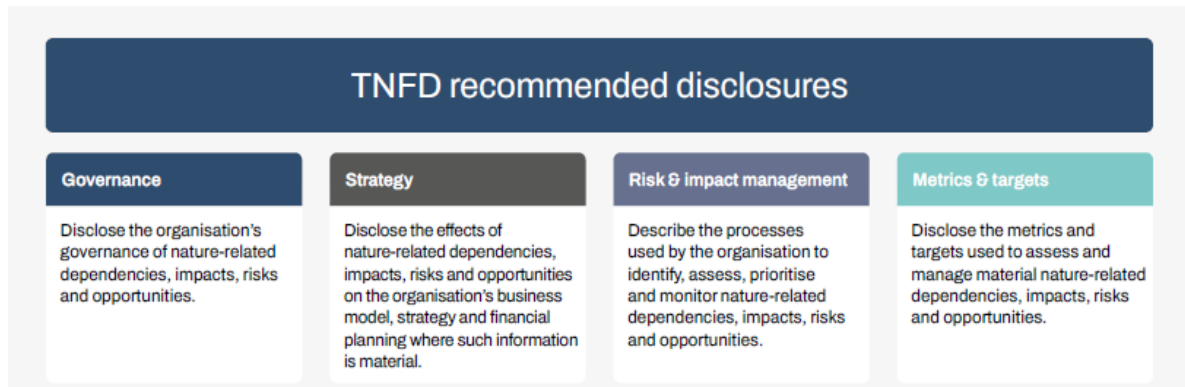 TNFD recommended disclosures
Governance
Disclose the organisation's
governance of nature-related
dependencies, impacts, risks
and opportunities.
Strategy
Disclose the effects of
nature-related dependencies,
impacts, risks and opportunities
on the organisation's business
model, strategy and financial
planning where such information
is material.
Risk & impact management
Describe the processes
used by the organisation to
identify, assess, prioritise
and monitor nature-related
dependencies, impacts, risks
and opportunities.
Metrics & targets
Disclose the metrics and
targets used to assess and
manage material nature-related
dependencies, impacts, risks
and opportunities.